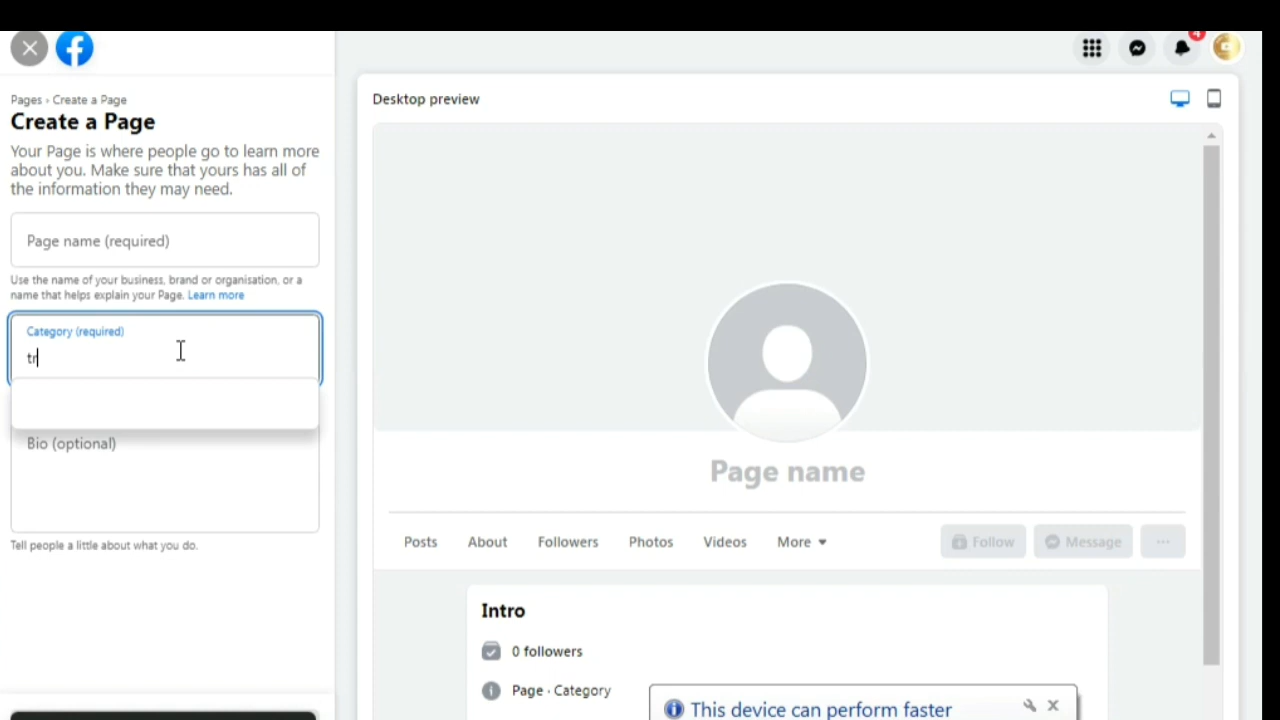 4
Pages › Create a Page
Create a Page
Your Page is where people go to learn more
about you. Make sure that yours has all of
the information they may need.
Page name (required)
Use the name of your business, brand or organisation, or a
name that helps explain your Page. Learn more
Category (required)
tr
Bio (optional)
Tell people a little about what you do.
Desktop preview
Page name
Posts About Followers Photos Videos More Follow Message ...
Intro
0 followers
Page · Category
This device can perform faster